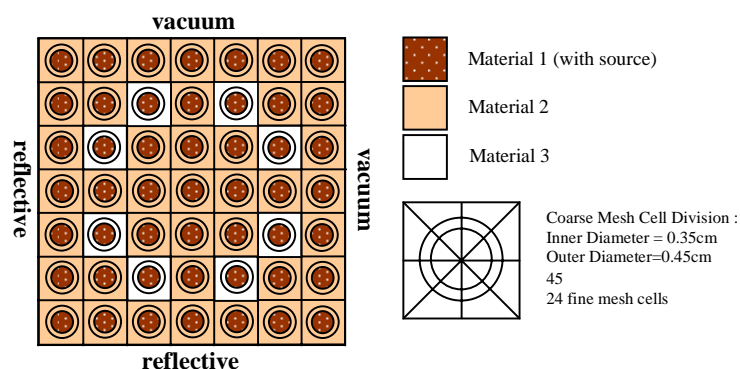 vacuum
reflective
vacuum
reflective
Material 1 (with source)
Material 2
Material 3
Coarse Mesh Cell Division :
Inner Diameter = 0.35cm
Outer Diameter=0.45cm
45
24 fine mesh cells